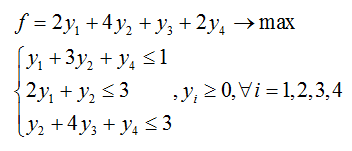 f = 2y₁ + 4y₂ + y₃ + 2y₄ → max
y₁ + 3y₂ + y₄ ≤ 1
2y₁ + y₂ ≤ 3 , yᵢ ≥ 0, ∀i = 1,2,3,4
y₂ + 4y₃ + y₄ ≤ 3